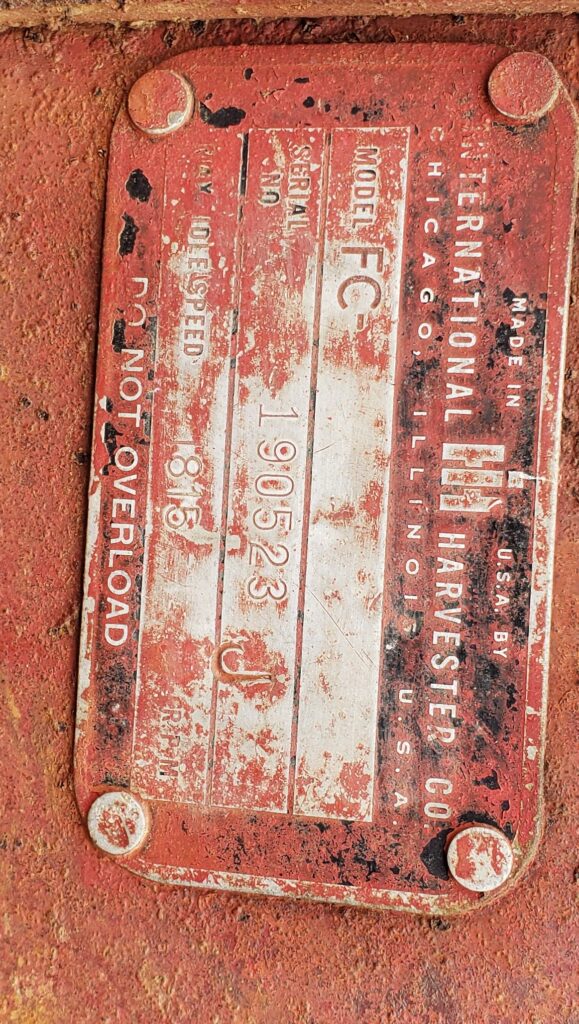 MADE IN U.S.A. BY
INTERNATIONAL IH HARVESTER CO.
CHICAGO, ILLINOIS U.S.A.
MODEL FC-
SERIAL NO 190523 J
MAX. IDLE SPEED 1815 R.P.M
DO NOT OVERLOAD